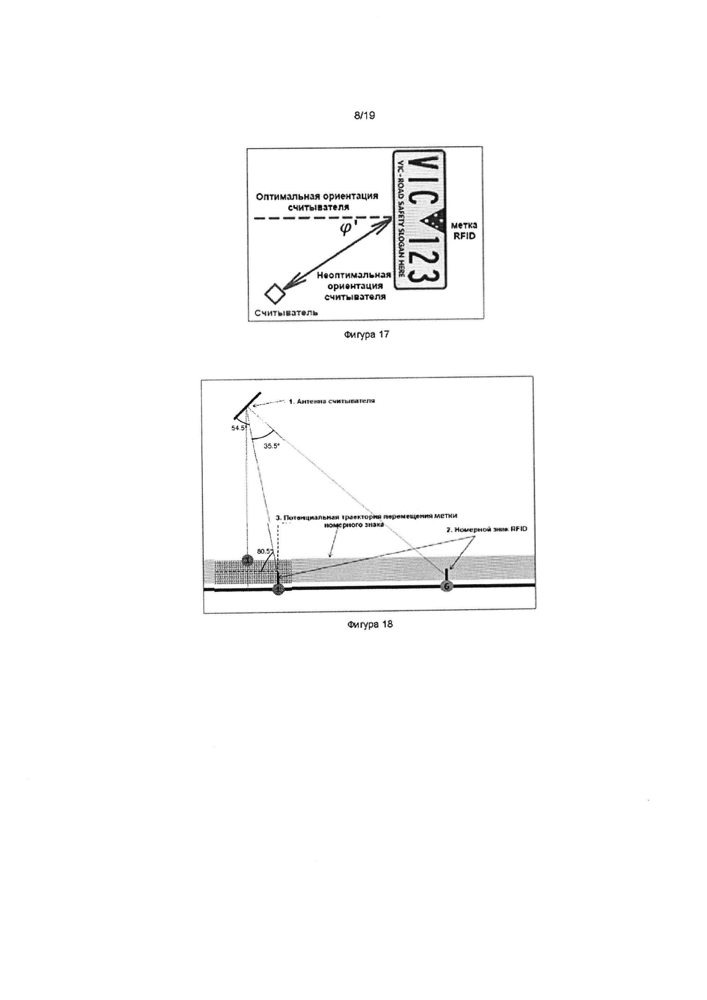 8/19
VIC 123
VIC - ROAD SAFETY SLOGAN HERE
Оптимальная ориентация
считывателя
φ'
метка
RFID
Неоптимальная
ориентация
считывателя
Считыватель
Фигура 17
1. Антенна считывателя
54.5°
35.5°
3. Потенциальная траектория перемещения метки
номерного знака
2. Номерной знак RFID
80.5°
6
Фигура 18